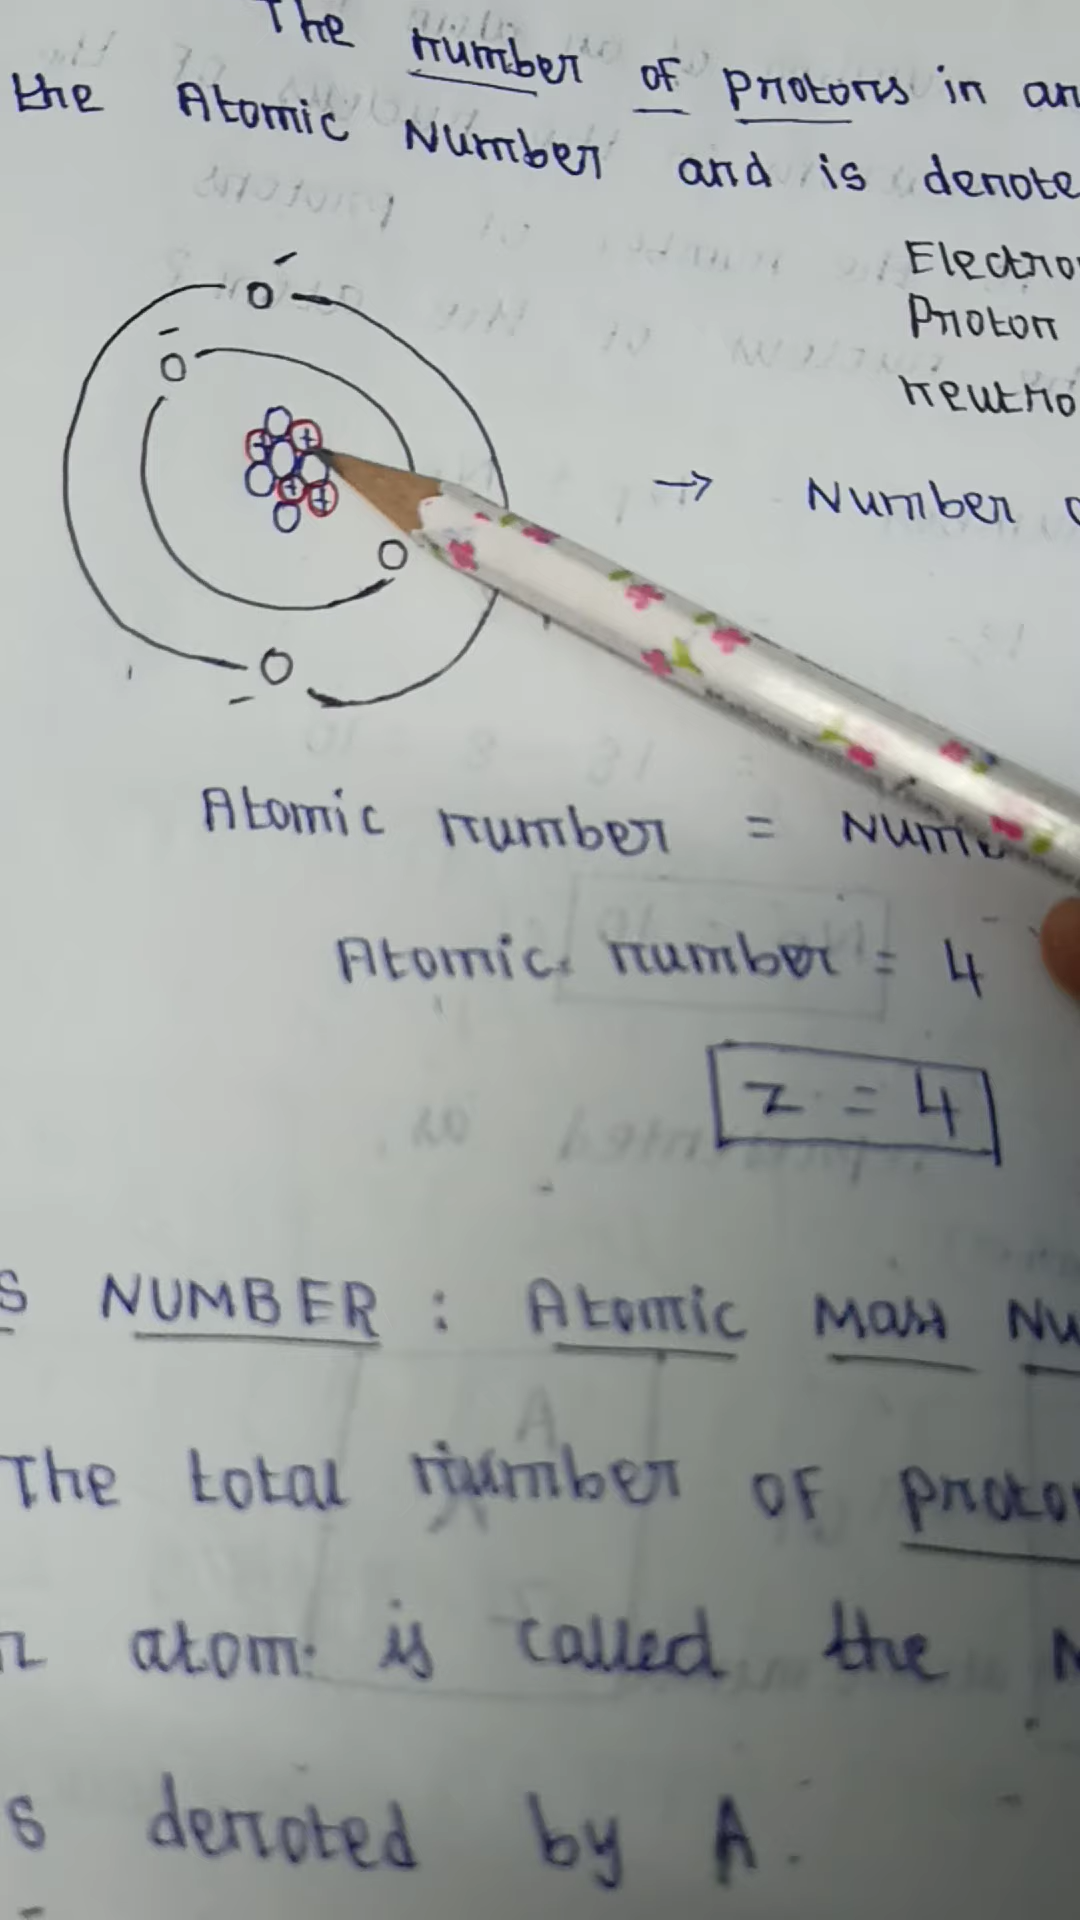 The number of protons in an
the Atomic Number and is denote
Electro
Proton
Neutro
→ Number
Atomic number = Num
Atomic number = 4
z = 4
S NUMBER : Atomic Mass Nu
The total number of proto
atom is called the
s denoted by A.